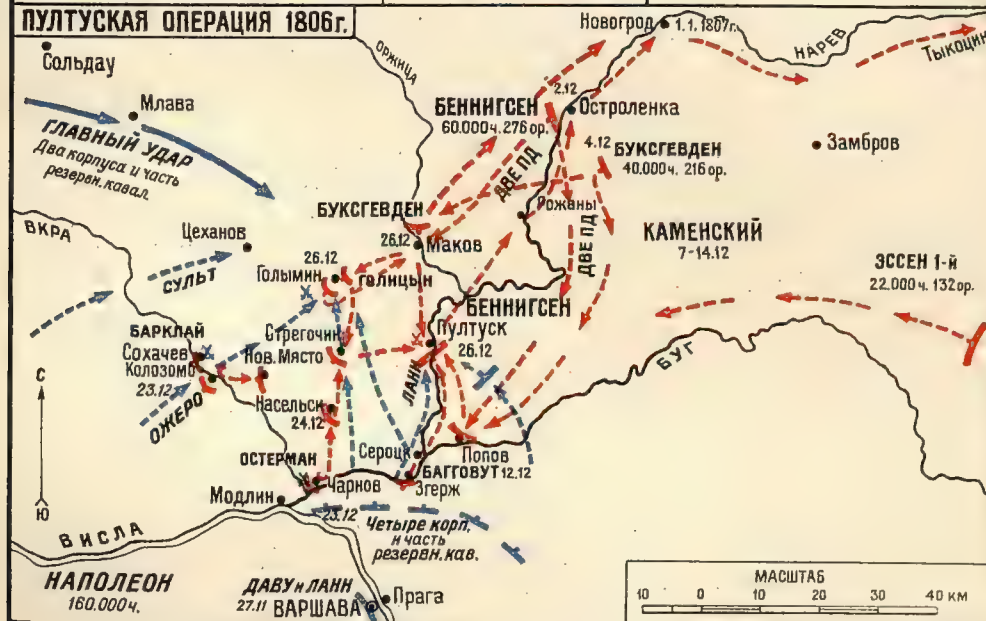 ПУЛТУСКАЯ ОПЕРАЦИЯ 1806г.
Сольдау
Млава
ГЛАВНЫЙ УДАР
Два корпуса и часть
резервн. кавал.
ВКРА
Цеханов
СУЛЬТ
ОРЖИЦА
Новогрод
1.1.1807г.
НАРЕВ
Тыкоцин
БЕННИГСЕН
60.000ч. 276 ор.
2.12
Остроленка
4.12
БУКСГЕВДЕН
40.000ч. 216 ор.
Замбров
ДВЕ ПД
Рожаны
ДВЕ ПД
КАМЕНСКИЙ
7-14.12
ЭССЕН 1-й
22.000 ч. 132 ор.
БУКСГЕВДЕН
26.12
Маков
26.12
Голымин
ГОЛИЦЫН
БЕННИГСЕН
Пултуск
26.12
Стрегочин
БАРКЛАЙ
Сохачев
Колозомб
23.12
Нов. Място
ОЖЕРО
Насельск
24.12
ЛАНН
БУГ
Сероцк
Попов
БАГГОВУТ 12.12
Згерж
ОСТЕРМАН
Чарнов
23.12
Модлин
ВИСЛА
Четыре корп.
и часть
резервн. кав.
НАПОЛЕОН
160.000ч.
ДАВУ и ЛАНН
27.11 ВАРШАВА
Прага
С
Ю
МАСШТАБ
10 0 10 20 30 40 км